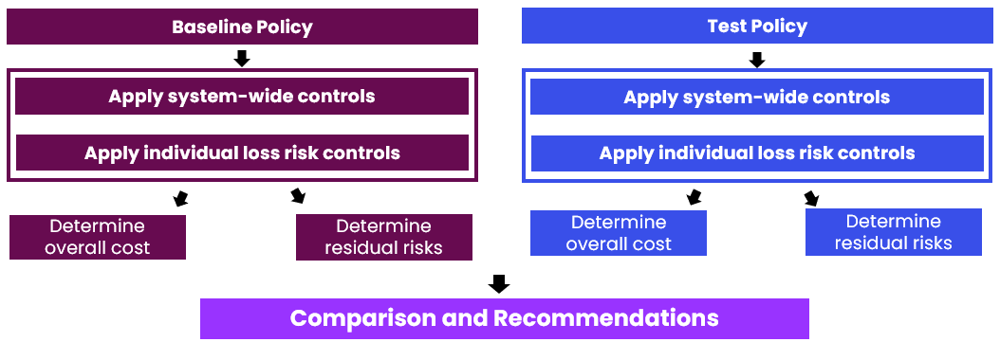 Baseline Policy
Apply system-wide controls
Apply individual loss risk controls
Determine
overall cost
Determine
residual risks
Test Policy
Apply system-wide controls
Apply individual loss risk controls
Determine
overall cost
Determine
residual risks
Comparison and Recommendations